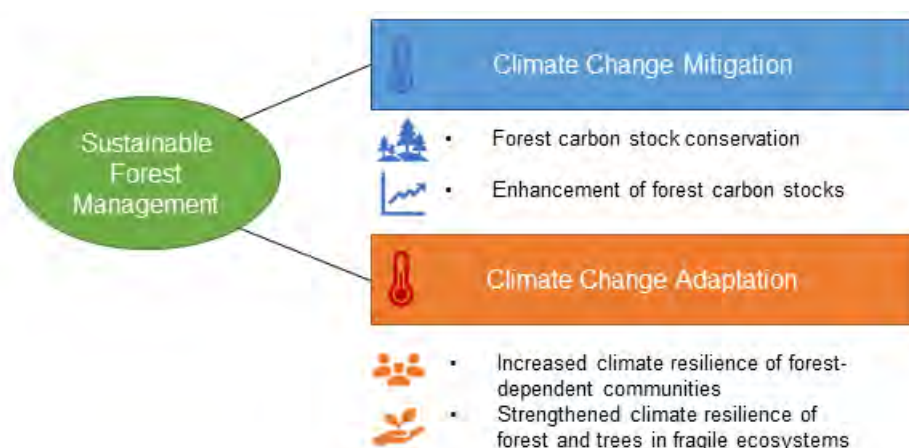 Sustainable
Forest
Management
Climate Change Mitigation
• Forest carbon stock conservation
• Enhancement of forest carbon stocks
Climate Change Adaptation
• Increased climate resilience of forest-
dependent communities
• Strengthened climate resilience of
forest and trees in fragile ecosystems